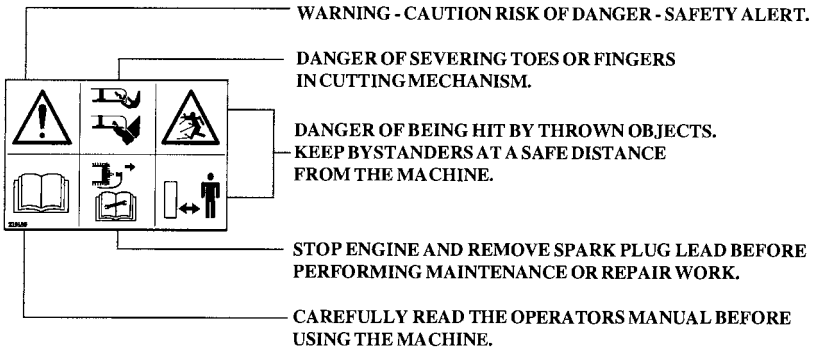 WARNING - CAUTION RISK OF DANGER - SAFETY ALERT.
DANGER OF SEVERING TOES OR FINGERS
IN CUTTING MECHANISM.
DANGER OF BEING HIT BY THROWN OBJECTS.
KEEP BYSTANDERS AT A SAFE DISTANCE
FROM THE MACHINE.
STOP ENGINE AND REMOVE SPARK PLUG LEAD BEFORE
PERFORMING MAINTENANCE OR REPAIR WORK.
CAREFULLY READ THE OPERATORS MANUAL BEFORE
USING THE MACHINE.